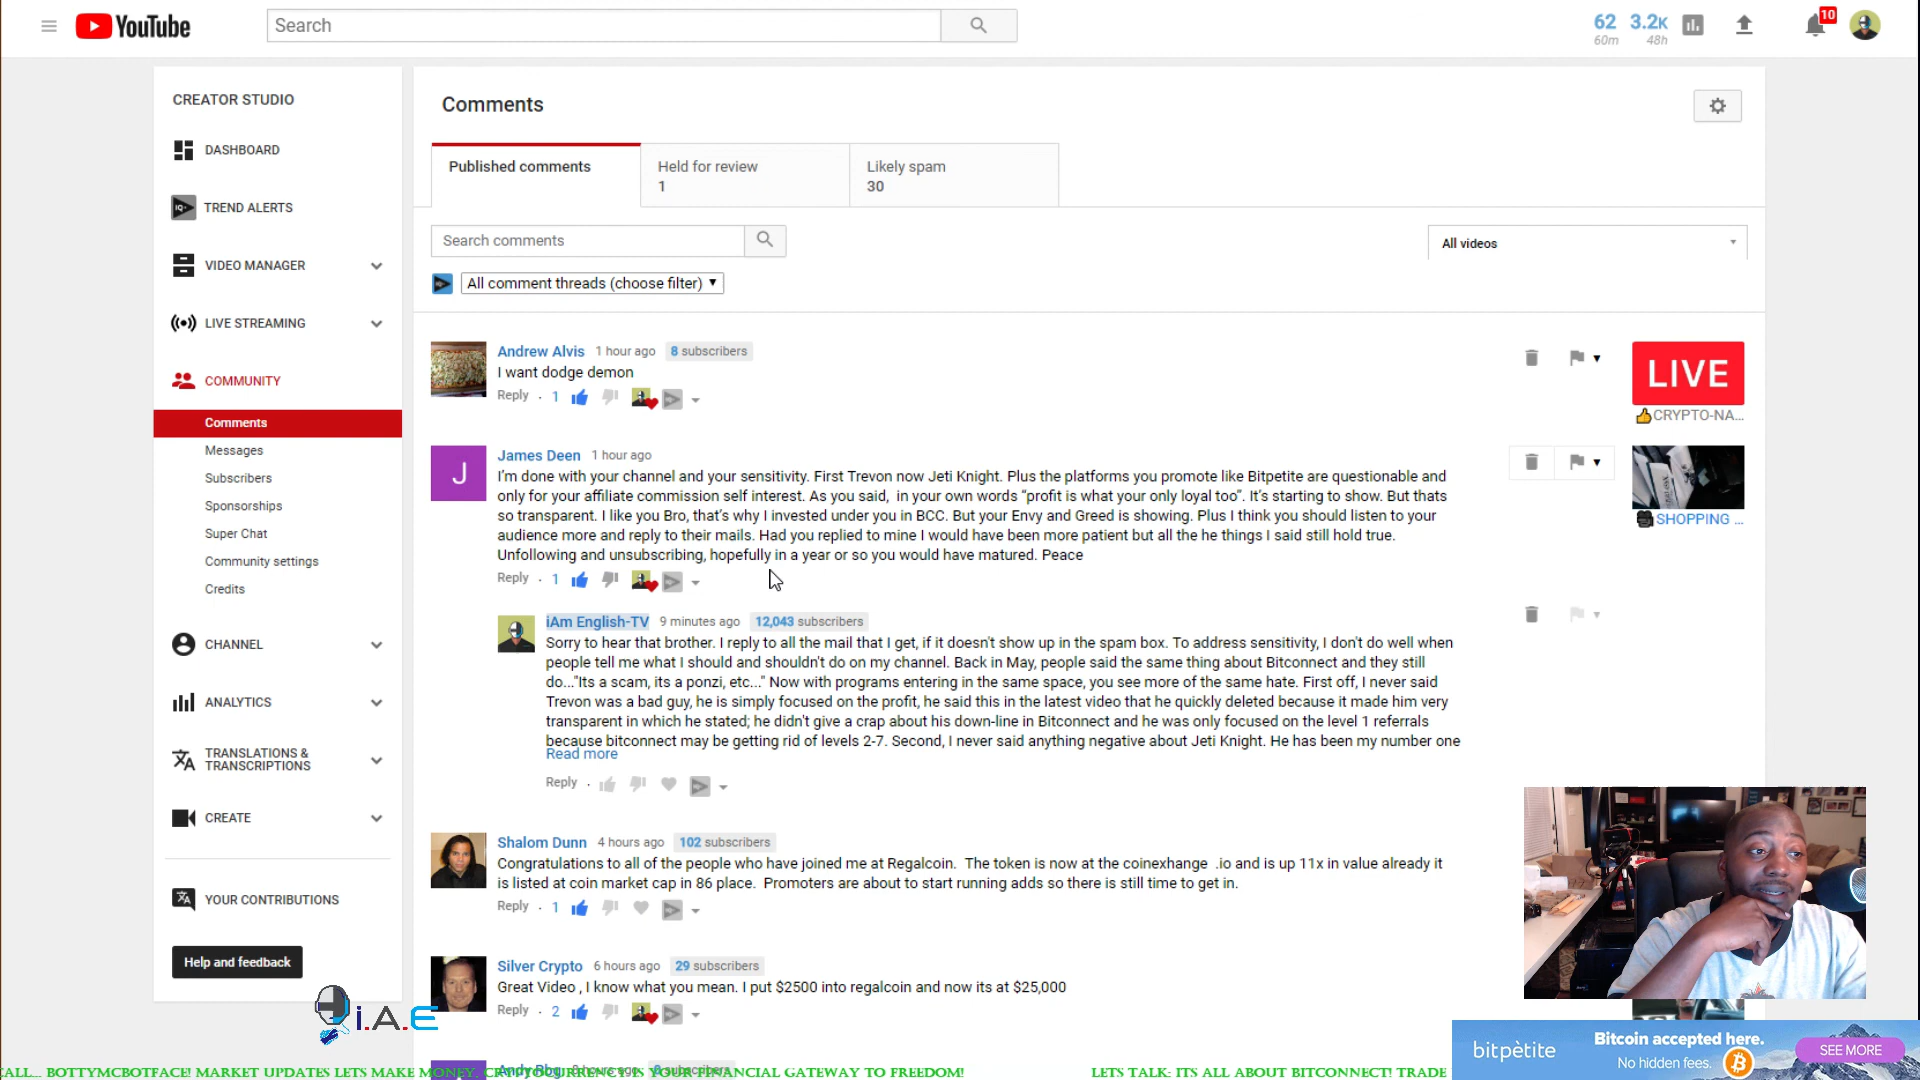 YouTube
Search
62
60m
3.2K
48h
10
CREATOR STUDIO
DASHBOARD
TREND ALERTS
VIDEO MANAGER
LIVE STREAMING
COMMUNITY
Comments
Messages
Subscribers
Sponsorships
Super Chat
Community settings
Credits
CHANNEL
ANALYTICS
TRANSLATIONS &
TRANSCRIPTIONS
CREATE
YOUR CONTRIBUTIONS
Help and feedback
Comments
Published comments
Held for review
1
Likely spam
30
Search comments
All videos
All comment threads (choose filter)
Andrew Alvis 1 hour ago 8 subscribers
I want dodge demon
Reply · 1
LIVE
CRYPTO-NA...
J
James Deen 1 hour ago
I'm done with your channel and your sensitivity. First Trevon now Jeti Knight. Plus the platforms you promote like Bitpetite are questionable and
only for your affiliate commission self interest. As you said, in your own words “profit is what your only loyal too”. It's starting to show. But thats
so transparent. I like you Bro, that's why I invested under you in BCC. But your Envy and Greed is showing. Plus I think you should listen to your
audience more and reply to their mails. Had you replied to mine I would have been more patient but all the he things I said still hold true.
Unfollowing and unsubscribing, hopefully in a year or so you would have matured. Peace
Reply · 1
SHOPPING ...
iAm English-TV 9 minutes ago 12,043 subscribers
Sorry to hear that brother. I reply to all the mail that I get, if it doesn't show up in the spam box. To address sensitivity, I don't do well when
people tell me what I should and shouldn't do on my channel. Back in May, people said the same thing about Bitconnect and they still
do..."Its a scam, its a ponzi, etc..." Now with programs entering in the same space, you see more of the same hate. First off, I never said
Trevon was a bad guy, he is simply focused on the profit, he said this in the latest video that he quickly deleted because it made him very
transparent in which he stated; he didn't give a crap about his down-line in Bitconnect and he was only focused on the level 1 referrals
because bitconnect may be getting rid of levels 2-7. Second, I never said anything negative about Jeti Knight. He has been my number one
Read more
Reply ·
Shalom Dunn 4 hours ago 102 subscribers
Congratulations to all of the people who have joined me at Regalcoin. The token is now at the coinexhange .io and is up 11x in value already it
is listed at coin market cap in 86 place. Promoters are about to start running adds so there is still time to get in.
Reply · 1
Silver Crypto 6 hours ago 29 subscribers
Great Video , I know what you mean. I put $2500 into regalcoin and now its at $25,000
Reply · 2
i.A.E
bitpètite
Bitcoin accepted here.
No hidden fees.
SEE MORE
Andy Rbg hours ago subscribers
CALL... BOTTYMCBOTFACE! MARKET UPDATES LETS MAKE MONEY. CRYPTOCURRENCY IS YOUR FINANCIAL GATEWAY TO FREEDOM! LETS TALK: ITS ALL ABOUT BITCONNECT! TRADE